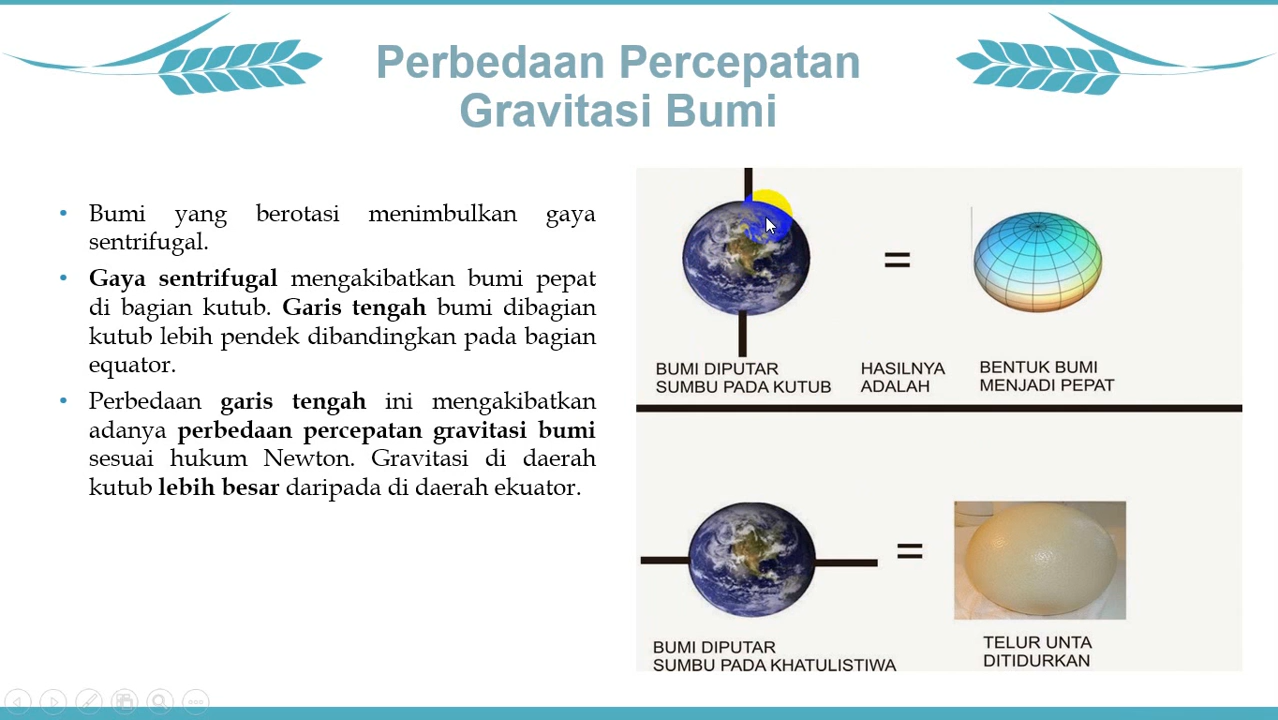 Perbedaan Percepatan
Gravitasi Bumi
• Bumi yang berotasi menimbulkan gaya
sentrifugal.
• Gaya sentrifugal mengakibatkan bumi pepat
di bagian kutub. Garis tengah bumi dibagian
kutub lebih pendek dibandingkan pada bagian
equator.
• Perbedaan garis tengah ini mengakibatkan
adanya perbedaan percepatan gravitasi bumi
sesuai hukum Newton. Gravitasi di daerah
kutub lebih besar daripada di daerah ekuator.
=
BUMI DIPUTAR
SUMBU PADA KUTUB
HASILNYA
ADALAH
BENTUK BUMI
MENJADI PEPAT
=
BUMI DIPUTAR
SUMBU PADA KHATULISTIWA
TELUR UNTA
DITIDURKAN